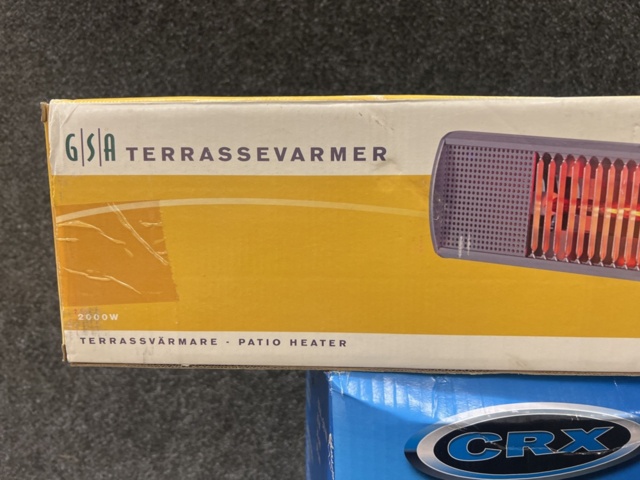 G|S|A TERRASSEVARMER
2000W
TERRASSVÄRMARE - PATIO HEATER
CRX